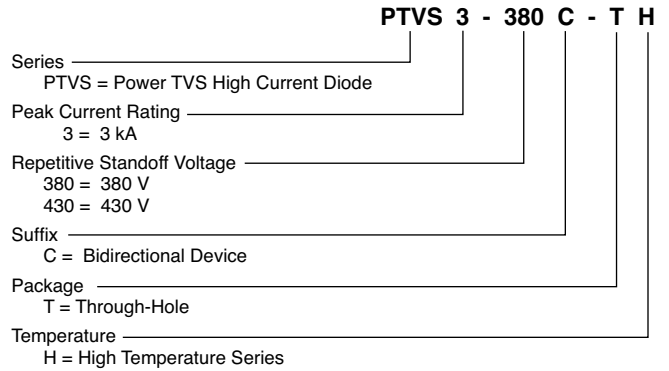 PTVS 3 - 380 C - T H
Series
PTVS = Power TVS High Current Diode
Peak Current Rating
3 = 3 kA
Repetitive Standoff Voltage
380 = 380 V
430 = 430 V
Suffix
C = Bidirectional Device
Package
T = Through-Hole
Temperature
H = High Temperature Series